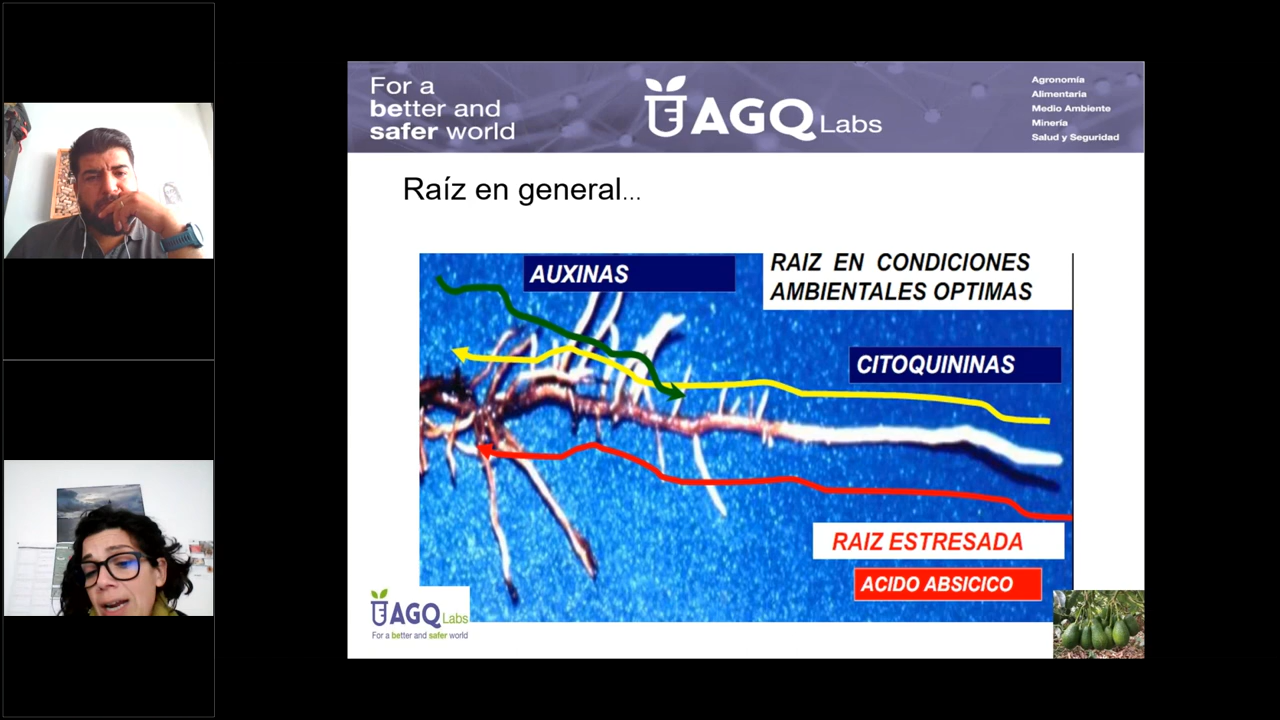 For a
better and
safer world
AGQ Labs
Agronomía
Alimentaria
Medio Ambiente
Minería
Salud y Seguridad
Raíz en general...
AUXINAS
RAIZ EN CONDICIONES
AMBIENTALES OPTIMAS
CITOQUININAS
RAIZ ESTRESADA
ACIDO ABSICICO
AGQ Labs
For a better and safer world